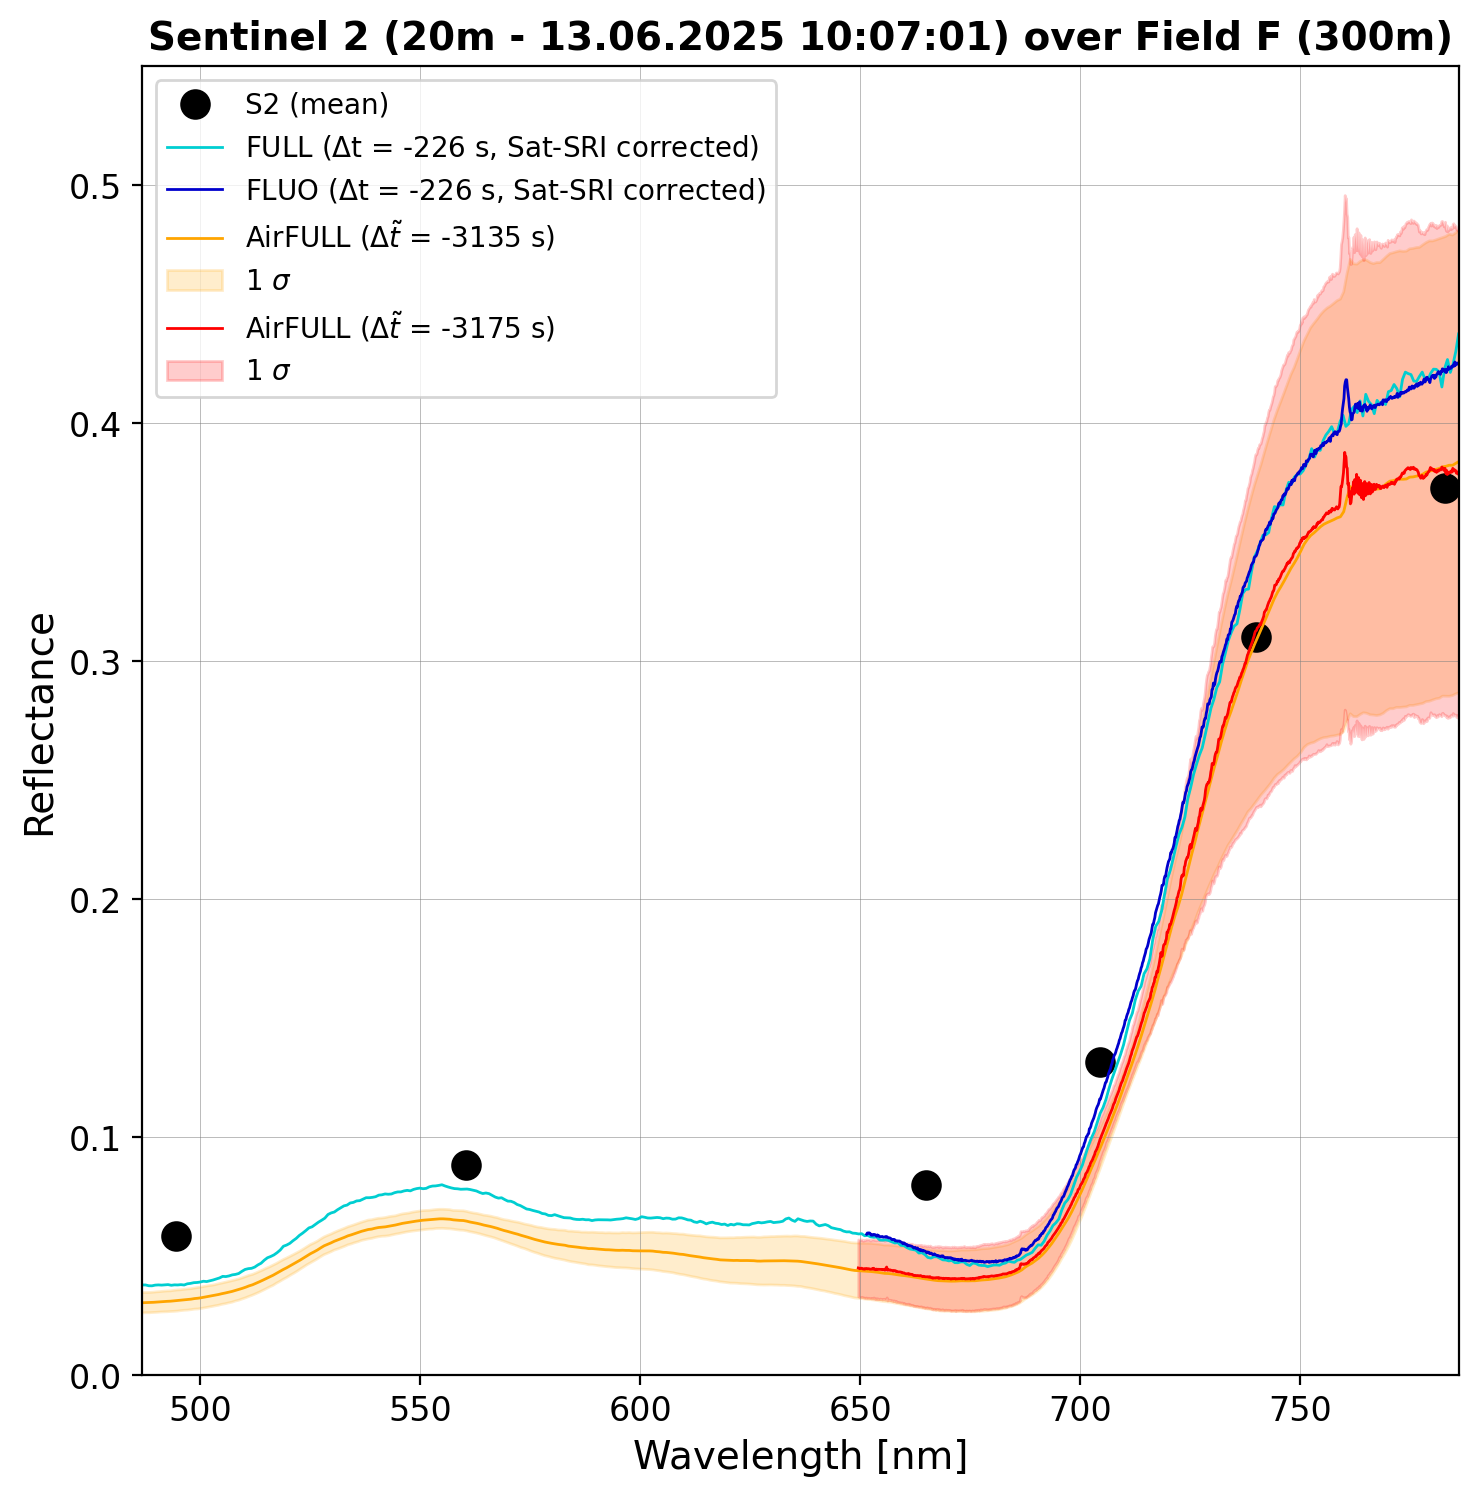 Sentinel 2 (20m - 13.06.2025 10:07:01) over Field F (300m)
S2 (mean)
FULL (Δt = -226 s, Sat-SRI corrected)
FLUO (Δt = -226 s, Sat-SRI corrected)
AirFULL (Δt̃ = -3135 s)
1 σ
AirFULL (Δt̃ = -3175 s)
1 σ
Reflectance
0.5
0.4
0.3
0.2
0.1
0.0
500 550 600 650 700 750
Wavelength [nm]